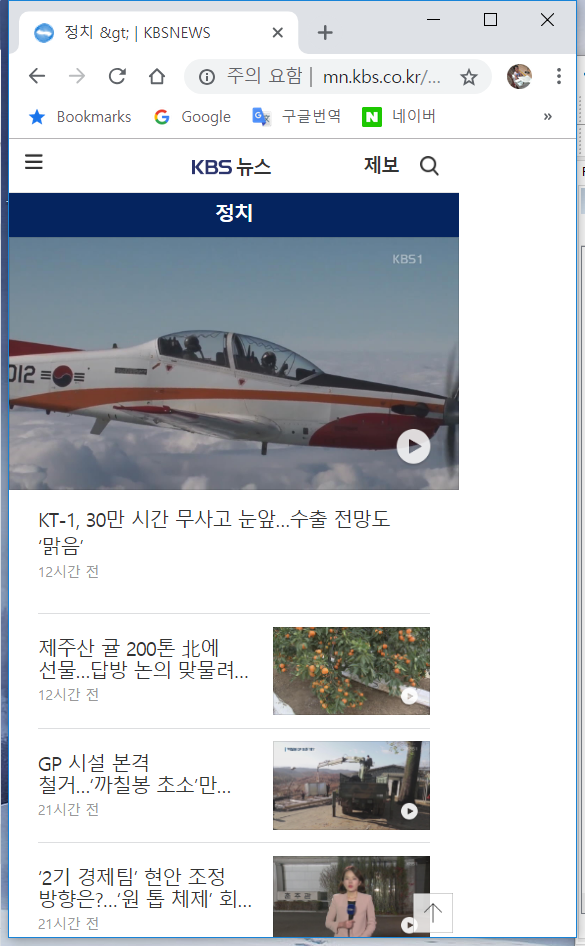 정치 &gt; | KBSNEWS
주의 요함 | mn.kbs.co.kr/...
Bookmarks Google 구글번역 네이버 »
KBS 뉴스 제보
정치
KBS1
012
KT-1, 30만 시간 무사고 눈앞…수출 전망도
‘맑음’
12시간 전
제주산 귤 200톤 北에
선물…답방 논의 맞물려…
12시간 전
GP 시설 본격
철거…‘까칠봉 초소’만…
21시간 전
‘2기 경제팀’ 현안 조정
방향은?…‘원 톱 체제’ 회…
21시간 전